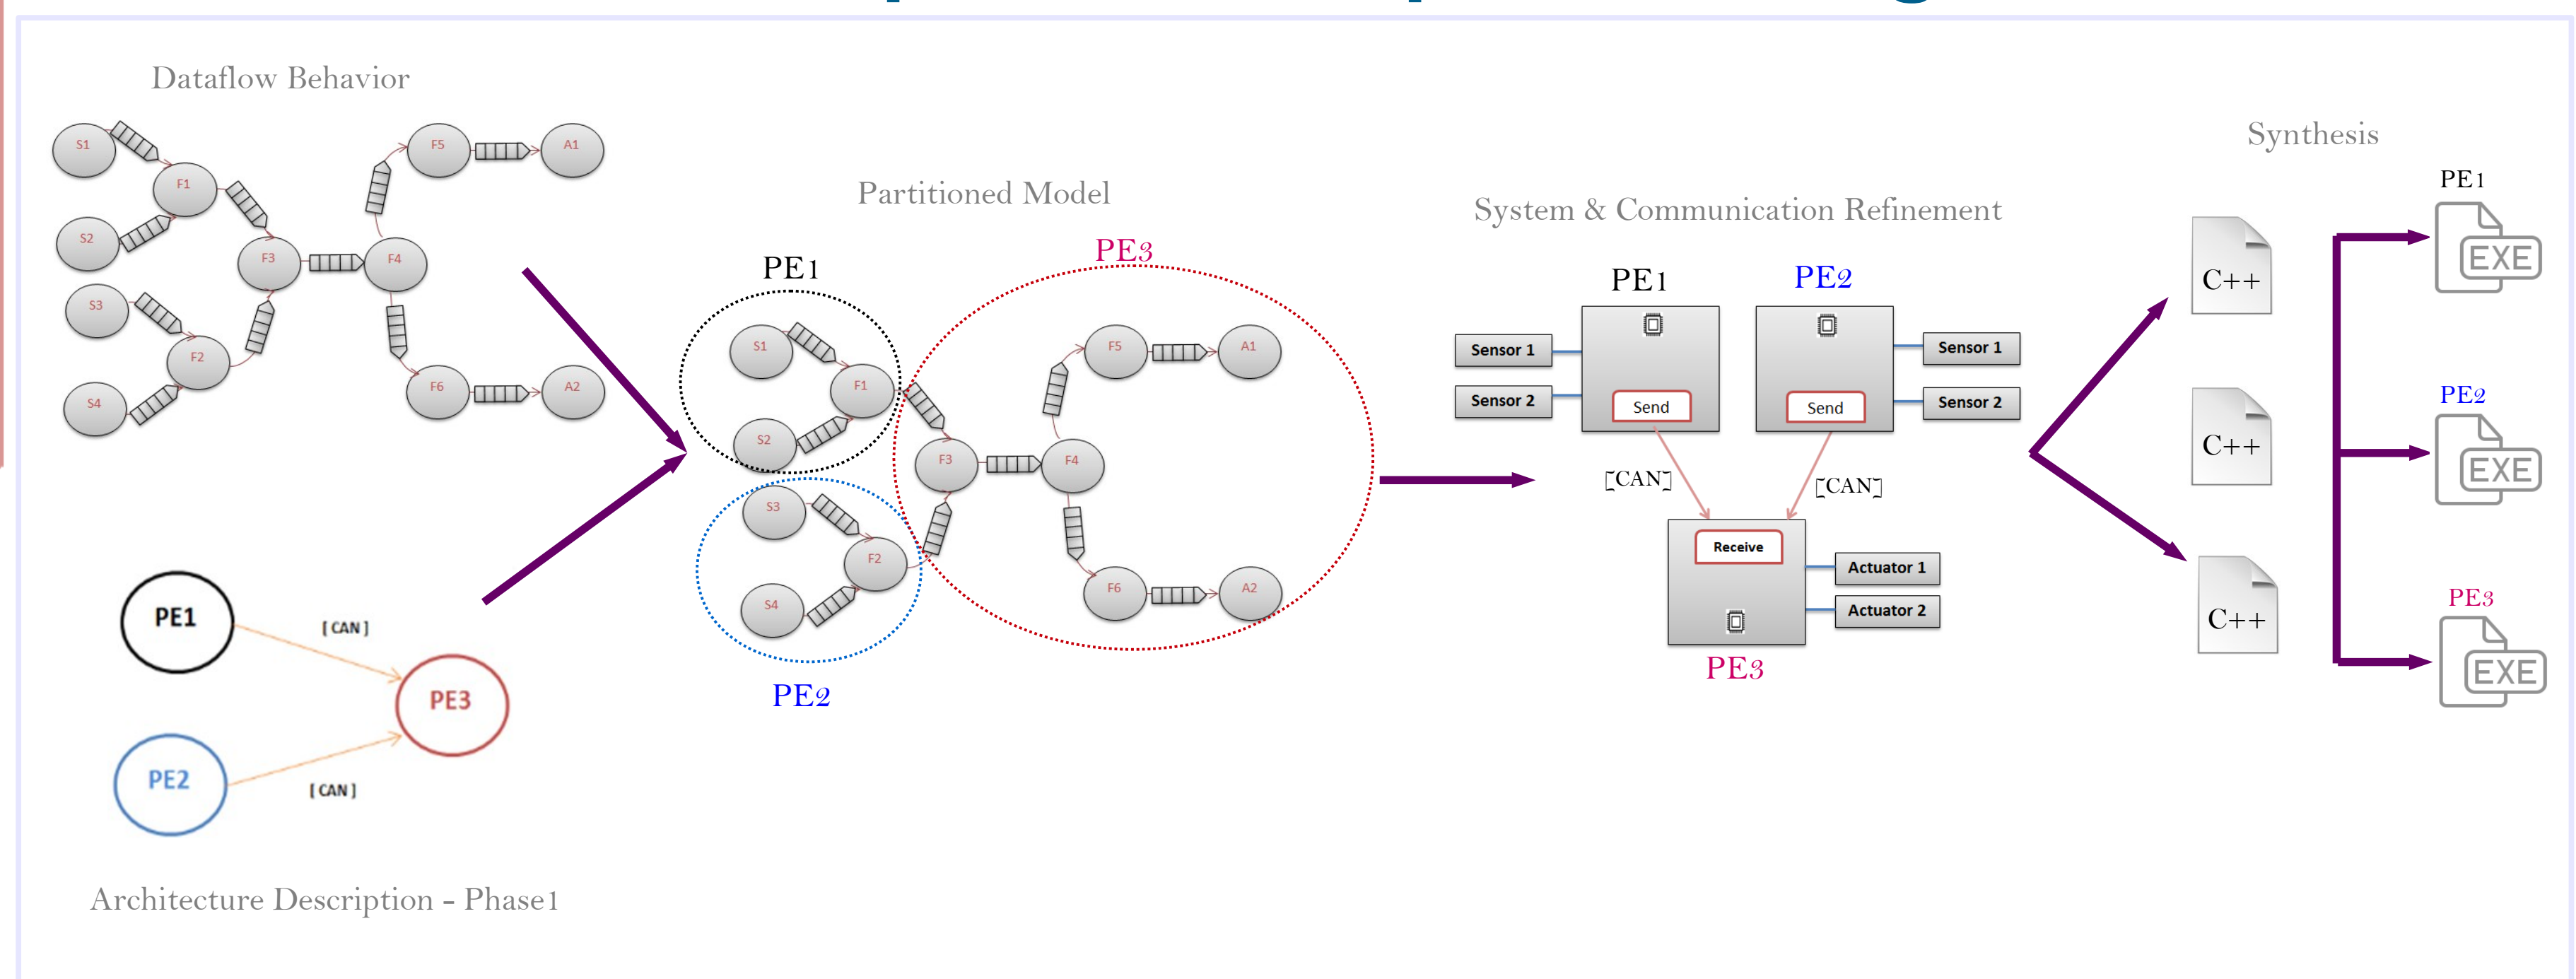 Dataflow Behavior
S1
F1
S2
F3
F4
F5
A1
S3
F2
S4
F6
A2
PE1
[ CAN ]
PE3
PE2
[ CAN ]
Architecture Description - Phase1
Partitioned Model
PE1
PE3
S1
F1
S2
F3
F4
F5
A1
S3
F2
S4
F6
A2
PE2
System & Communication Refinement
PE1
PE2
Sensor 1
Sensor 2
Send
Send
Sensor 1
Sensor 2
[CAN]
[CAN]
Receive
Actuator 1
Actuator 2
PE3
Synthesis
C++
C++
C++
PE1
EXE
PE2
EXE
PE3
EXE